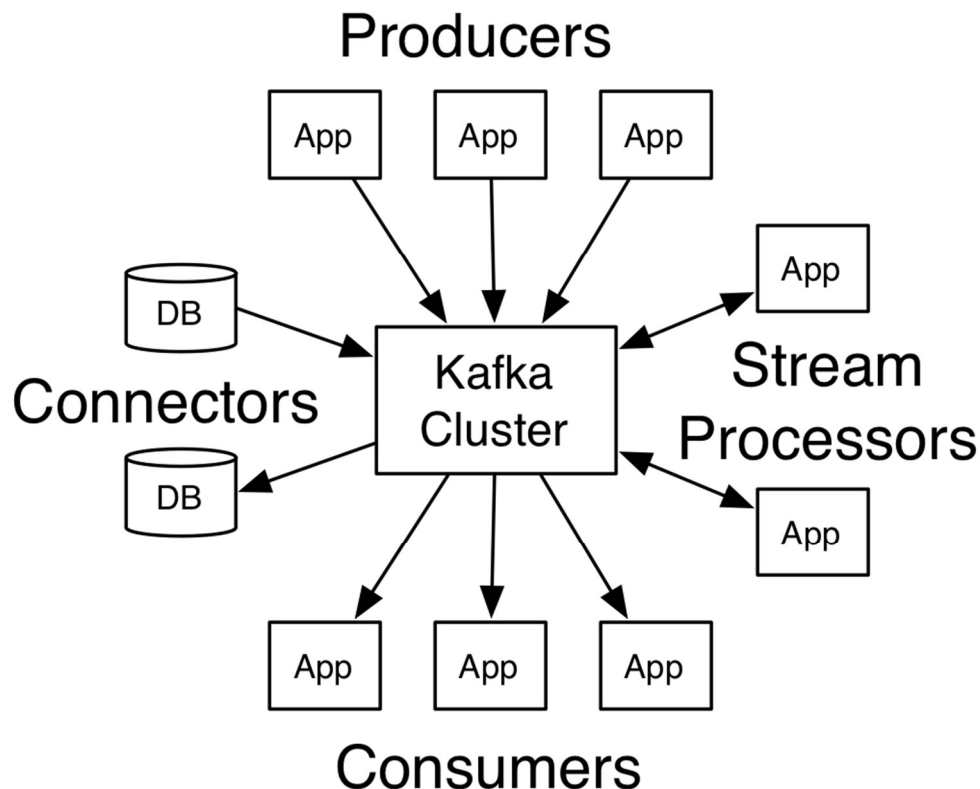 Producers
App
App
App
App
DB
Kafka
Cluster
Stream
Processors
Connectors
DB
App
App
App
App
Consumers